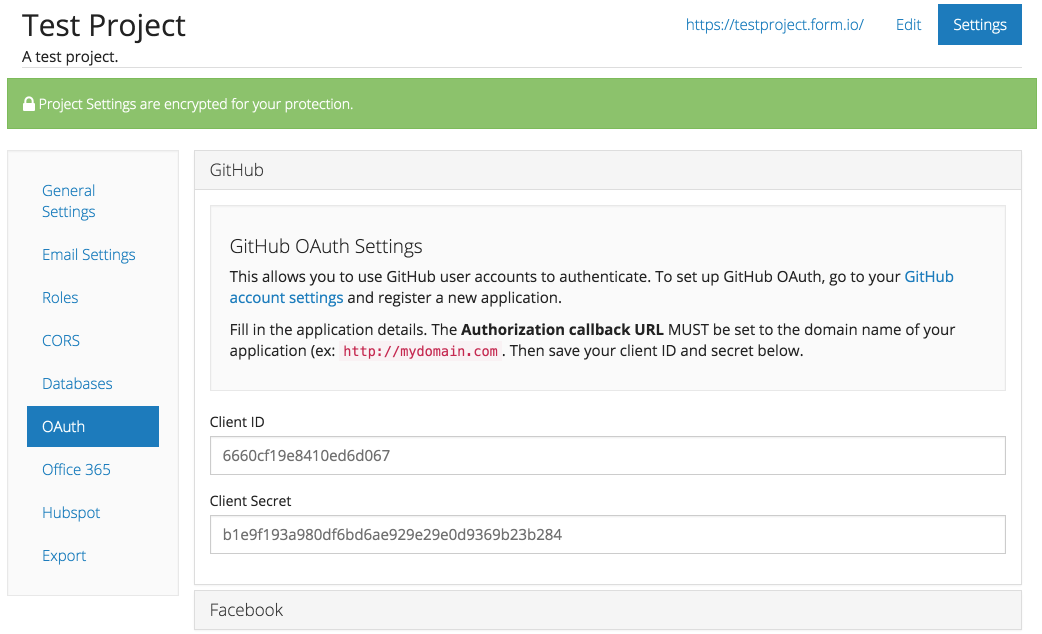 Test Project
https://testproject.form.io/
Edit
Settings
A test project.
Project Settings are encrypted for your protection.
General
Settings
Email Settings
Roles
CORS
Databases
OAuth
Office 365
Hubspot
Export
GitHub
GitHub OAuth Settings
This allows you to use GitHub user accounts to authenticate. To set up GitHub OAuth, go to your GitHub
account settings and register a new application.
Fill in the application details. The Authorization callback URL MUST be set to the domain name of your
application (ex: http://mydomain.com. Then save your client ID and secret below.
Client ID
6660cf19e8410ed6d067
Client Secret
b1e9f193a980df6bd6ae929e29e0d9369b23b284
Facebook